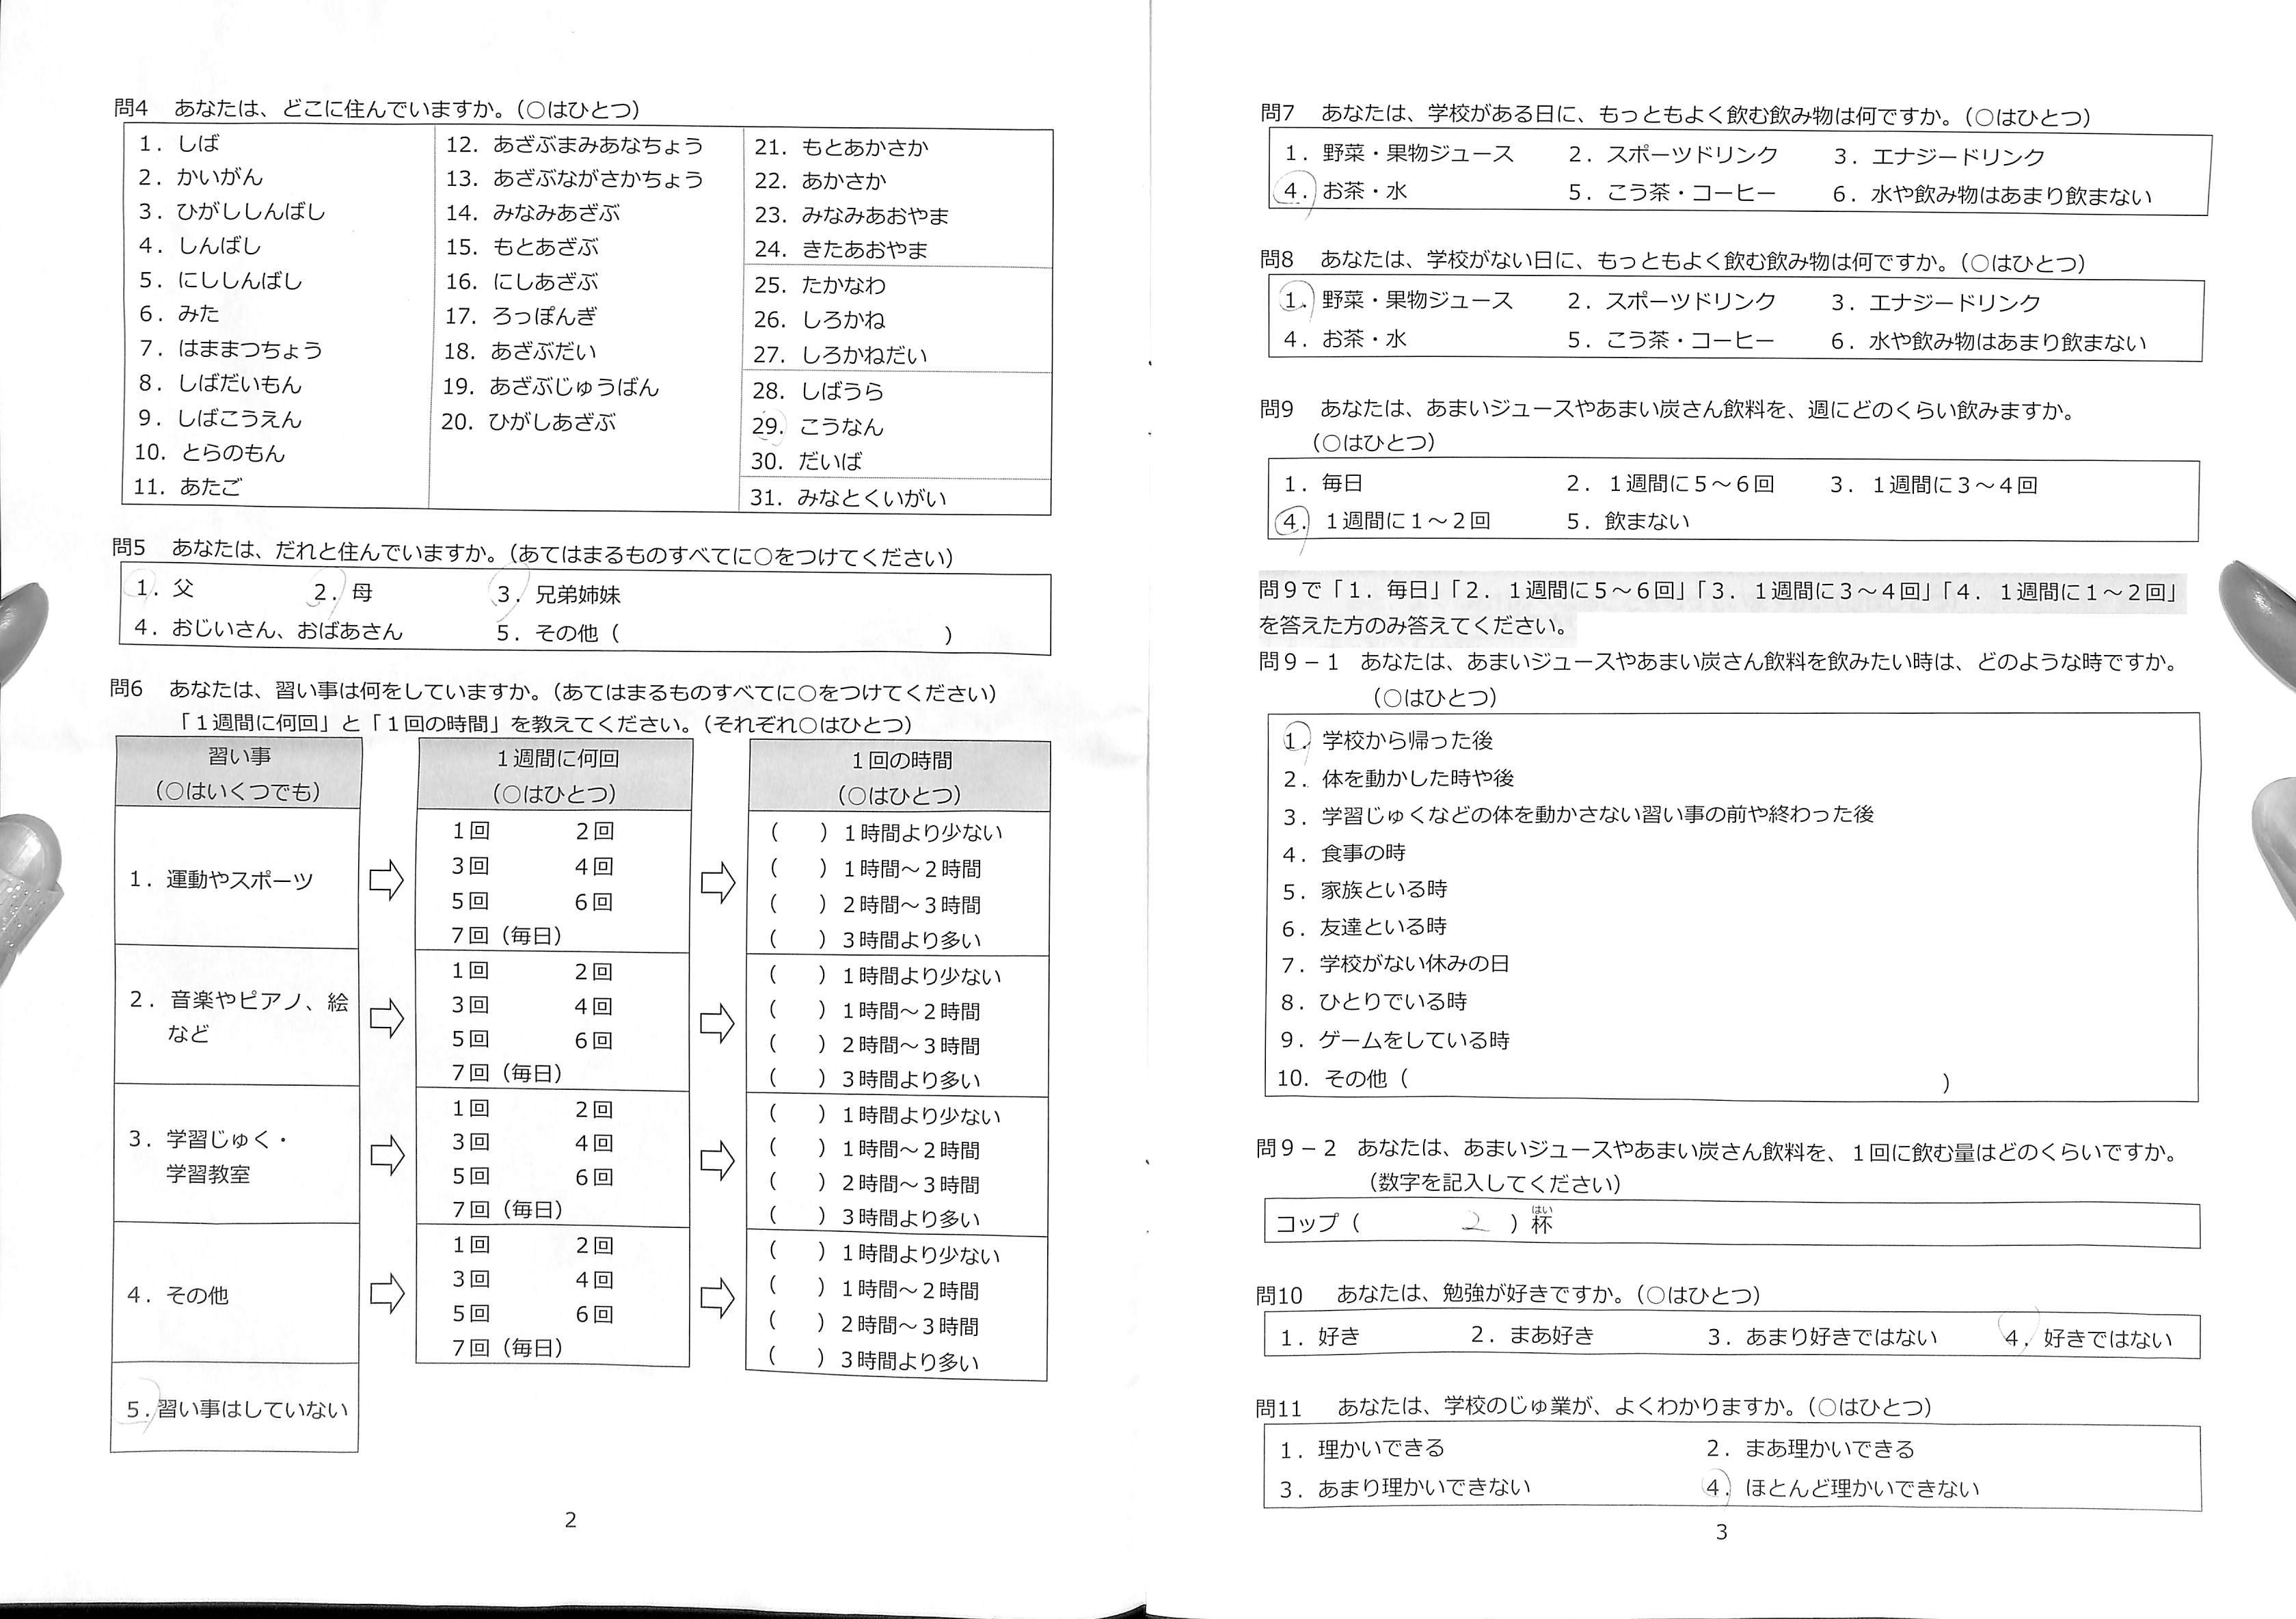 問4 あなたは、どこに住んでいますか。（○はひとつ）
1．しば
2．かいがん
3．ひがししんばし
4．しんばし
5．にししんばし
6．みた
7．はままつちょう
8．しばだいもん
9．しばこうえん
10．とらのもん
11．あたご
12．あざぶまみあなちょう
13．あざぶながさかちょう
14．みなみあざぶ
15．もとあざぶ
16．にしあざぶ
17．ろっぽんぎ
18．あざぶだい
19．あざぶじゅうばん
20．ひがしあざぶ
21．もとあかさか
22．あかさか
23．みなみあおやま
24．きたあおやま
25．たかなわ
26．しろかね
27．しろかねだい
28．しばうら
29．こうなん
30．だいば
31．みなとくいがい
問5 あなたは、だれと住んでいますか。（あてはまるものすべてに○をつけてください）
1．父 2．母 3．兄弟姉妹
4．おじいさん、おばあさん 5．その他（ ）
問6 あなたは、習い事は何をしていますか。（あてはまるものすべてに○をつけてください）
「１週間に何回」と「１回の時間」を教えてください。（それぞれ○はひとつ）
習い事
（○はいくつでも）
１週間に何回
（○はひとつ）
１回の時間
（○はひとつ）
1．運動やスポーツ
１回 ２回
３回 ４回
５回 ６回
７回（毎日）
（ ）１時間より少ない
（ ）１時間～２時間
（ ）２時間～３時間
（ ）３時間より多い
2．音楽やピアノ、絵
など
１回 ２回
３回 ４回
５回 ６回
７回（毎日）
（ ）１時間より少ない
（ ）１時間～２時間
（ ）２時間～３時間
（ ）３時間より多い
3．学習じゅく・
学習教室
１回 ２回
３回 ４回
５回 ６回
７回（毎日）
（ ）１時間より少ない
（ ）１時間～２時間
（ ）２時間～３時間
（ ）３時間より多い
4．その他
１回 ２回
３回 ４回
５回 ６回
７回（毎日）
（ ）１時間より少ない
（ ）１時間～２時間
（ ）２時間～３時間
（ ）３時間より多い
5．習い事はしていない
2
問7 あなたは、学校がある日に、もっともよく飲む飲み物は何ですか。（○はひとつ）
1．野菜・果物ジュース 2．スポーツドリンク 3．エナジードリンク
4．お茶・水 5．こう茶・コーヒー 6．水や飲み物はあまり飲まない
問8 あなたは、学校がない日に、もっともよく飲む飲み物は何ですか。（○はひとつ）
1．野菜・果物ジュース 2．スポーツドリンク 3．エナジードリンク
4．お茶・水 5．こう茶・コーヒー 6．水や飲み物はあまり飲まない
問9 あなたは、あまいジュースやあまい炭さん飲料を、週にどのくらい飲みますか。
（○はひとつ）
1．毎日 2．１週間に５～６回 3．１週間に３～４回
4．１週間に１～２回 5．飲まない
問９で「１．毎日」「２．１週間に５～６回」「３．１週間に３～４回」「４．１週間に１～２回」
を答えた方のみ答えてください。
問９－１ あなたは、あまいジュースやあまい炭さん飲料を飲みたい時は、どのような時ですか。
（○はひとつ）
1．学校から帰った後
2．体を動かした時や後
3．学習じゅくなどの体を動かさない習い事の前や終わった後
4．食事の時
5．家族といる時
6．友達といる時
7．学校がない休みの日
8．ひとりでいる時
9．ゲームをしている時
10．その他（ ）
問９－２ あなたは、あまいジュースやあまい炭さん飲料を、１回に飲む量はどのくらいですか。
（数字を記入してください）
はい
コップ（ 2 ）杯
問10 あなたは、勉強が好きですか。（○はひとつ）
1．好き 2．まあ好き 3．あまり好きではない 4．好きではない
問11 あなたは、学校のじゅ業が、よくわかりますか。（○はひとつ）
1．理かいできる 2．まあ理かいできる
3．あまり理かいできない 4．ほとんど理かいできない
3